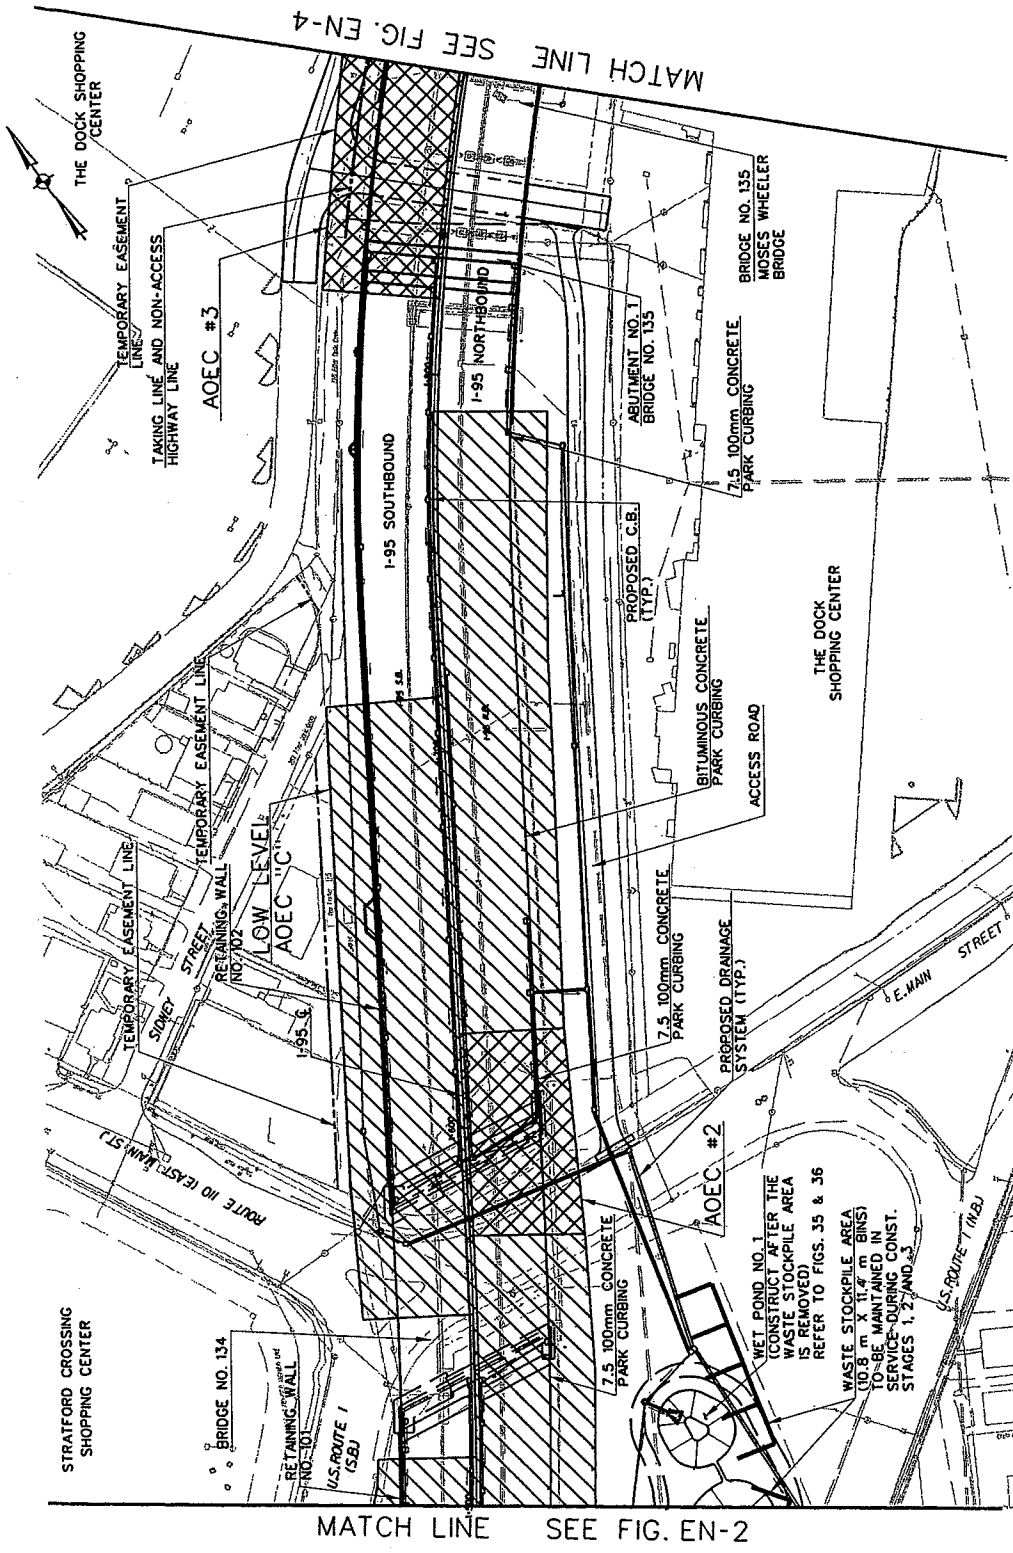 MATCH LINE SEE FIG. EN-4
THE DOCK SHOPPING
CENTER
TEMPORARY EASEMENT
LINE
TAKING LINE AND NON-ACCESS
HIGHWAY LINE
AOEC #3
I-95 SOUTHBOUND
I-95 NORTHBOUND
ABUTMENT NO. 1
BRIDGE NO. 135
BRIDGE NO. 135
MOSES WHEELER
BRIDGE
7.5 100mm CONCRETE
PARK CURBING
PROPOSED C.B.
(TYP.)
THE DOCK
SHOPPING CENTER
BITUMINOUS CONCRETE
PARK CURBING
ACCESS ROAD
TEMPORARY EASEMENT LINE
RETAINING WALL
NO. 102
LOW LEVEL
AOEC "C"
TEMPORARY EASEMENT LINE
SIDNEY STREET
I-95 ℄
7.5 100mm CONCRETE
PARK CURBING
PROPOSED DRAINAGE
SYSTEM (TYP.)
E.MAIN STREET
ROUTE 110 (EAST MAIN ST.)
AOEC #2
STRATFORD CROSSING
SHOPPING CENTER
BRIDGE NO. 134
RETAINING WALL
NO. 101
U.S.ROUTE 1
(S.B.)
7.5 100mm CONCRETE
PARK CURBING
WET POND NO. 1
(CONSTRUCT AFTER THE
WASTE STOCKPILE AREA
IS REMOVED)
REFER TO FIGS. 35 & 36
WASTE STOCKPILE AREA
(10.8 m X 11.4 m BINS)
TO BE MAINTAINED IN
SERVICE DURING CONST.
STAGES 1, 2, AND 3
U.S.ROUTE 1 (N.B.)
MATCH LINE SEE FIG. EN-2